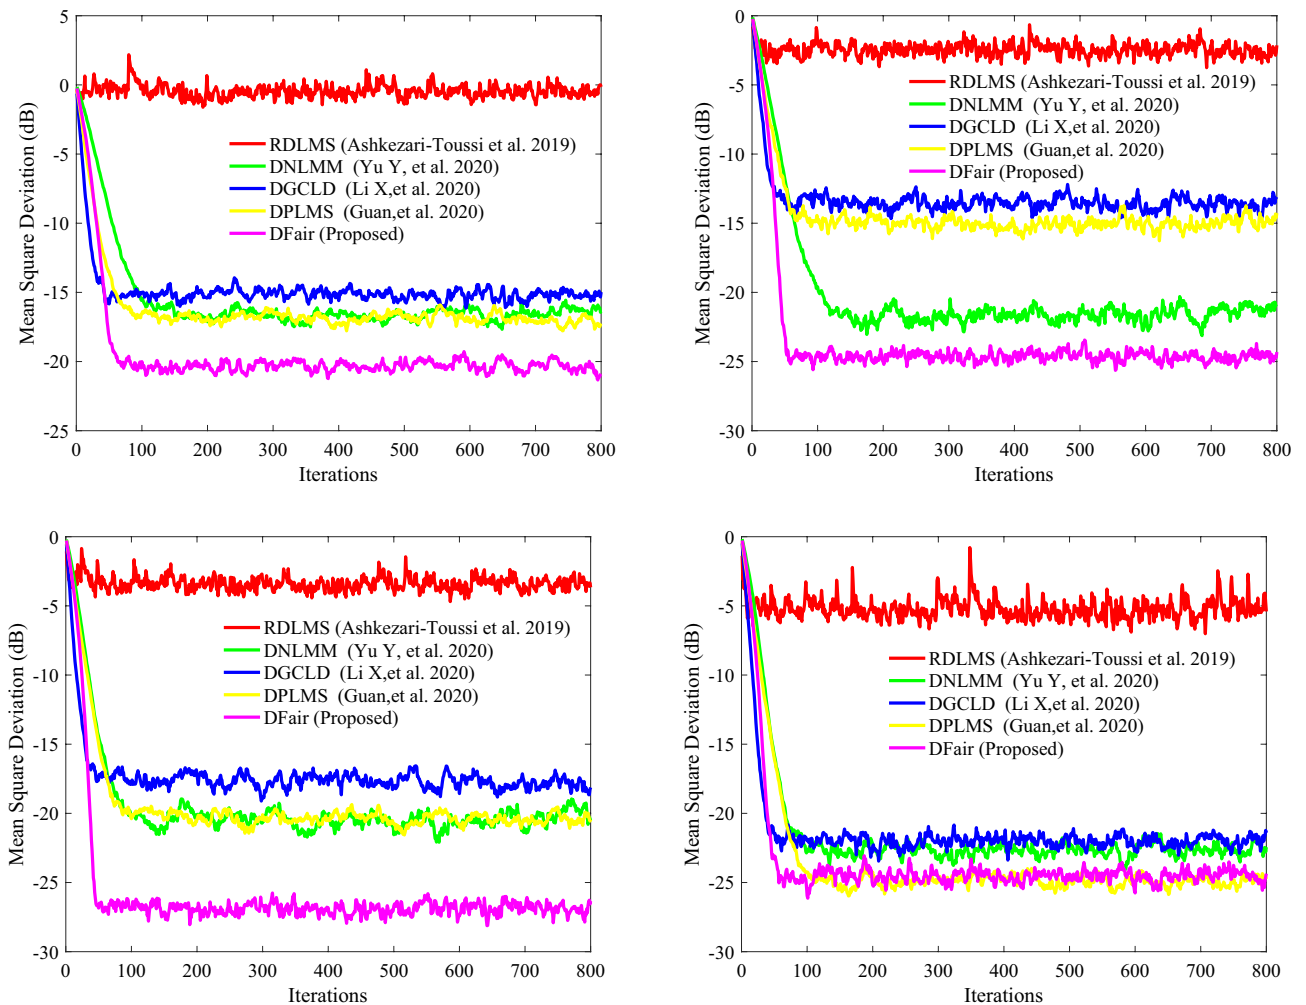 5
0
-5
-10
-15
-20
-25
0 100 200 300 400 500 600 700 800
Mean Square Deviation (dB)
Iterations
RDLMS (Ashkezari-Toussi et al. 2019)
DNLMM (Yu Y, et al. 2020)
DGCLD (Li X,et al. 2020)
DPLMS (Guan,et al. 2020)
DFair (Proposed)
0
-5
-10
-15
-20
-25
-30
0 100 200 300 400 500 600 700 800
Mean Square Deviation (dB)
Iterations
RDLMS (Ashkezari-Toussi et al. 2019)
DNLMM (Yu Y, et al. 2020)
DGCLD (Li X,et al. 2020)
DPLMS (Guan,et al. 2020)
DFair (Proposed)
0
-5
-10
-15
-20
-25
-30
0 100 200 300 400 500 600 700 800
Mean Square Deviation (dB)
Iterations
RDLMS (Ashkezari-Toussi et al. 2019)
DNLMM (Yu Y, et al. 2020)
DGCLD (Li X,et al. 2020)
DPLMS (Guan,et al. 2020)
DFair (Proposed)
0
-5
-10
-15
-20
-25
-30
0 100 200 300 400 500 600 700 800
Mean Square Deviation (dB)
Iterations
RDLMS (Ashkezari-Toussi et al. 2019)
DNLMM (Yu Y, et al. 2020)
DGCLD (Li X,et al. 2020)
DPLMS (Guan,et al. 2020)
DFair (Proposed)